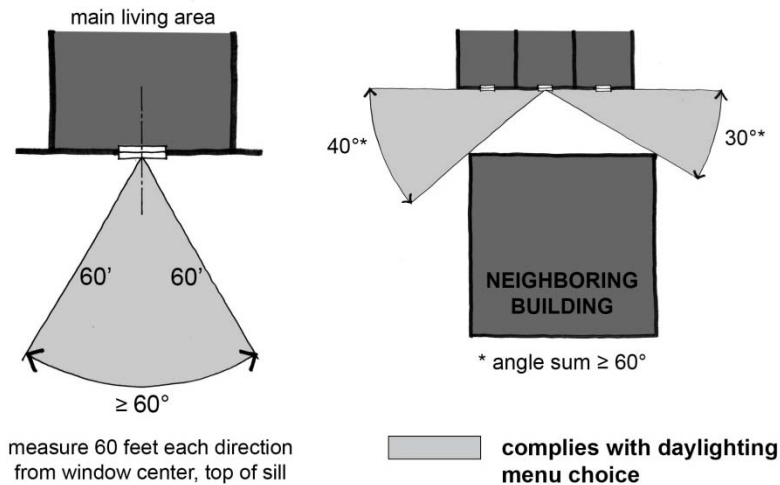 main living area
60' 60'
≥ 60°
measure 60 feet each direction
from window center, top of sill
40°*
30°*
NEIGHBORING
BUILDING
* angle sum ≥ 60°
complies with daylighting
menu choice